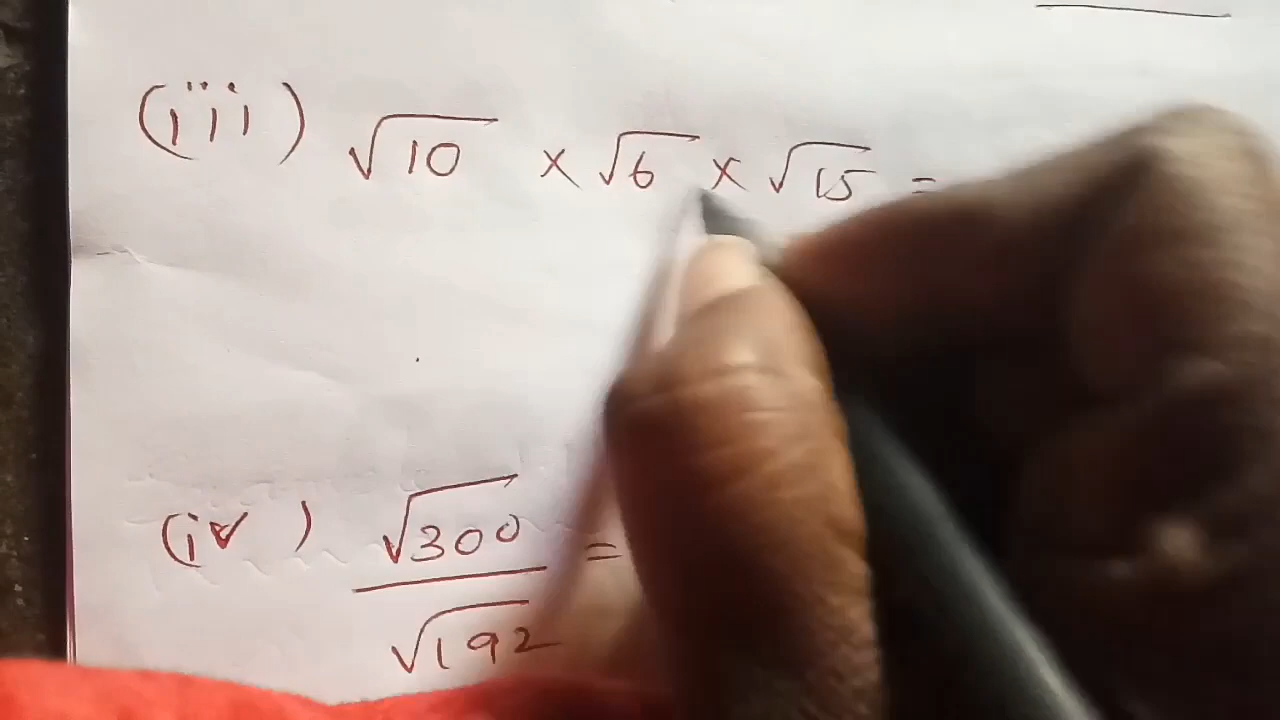 (iii) √10 × √6 × √15 =
(iv) √300 =
√192